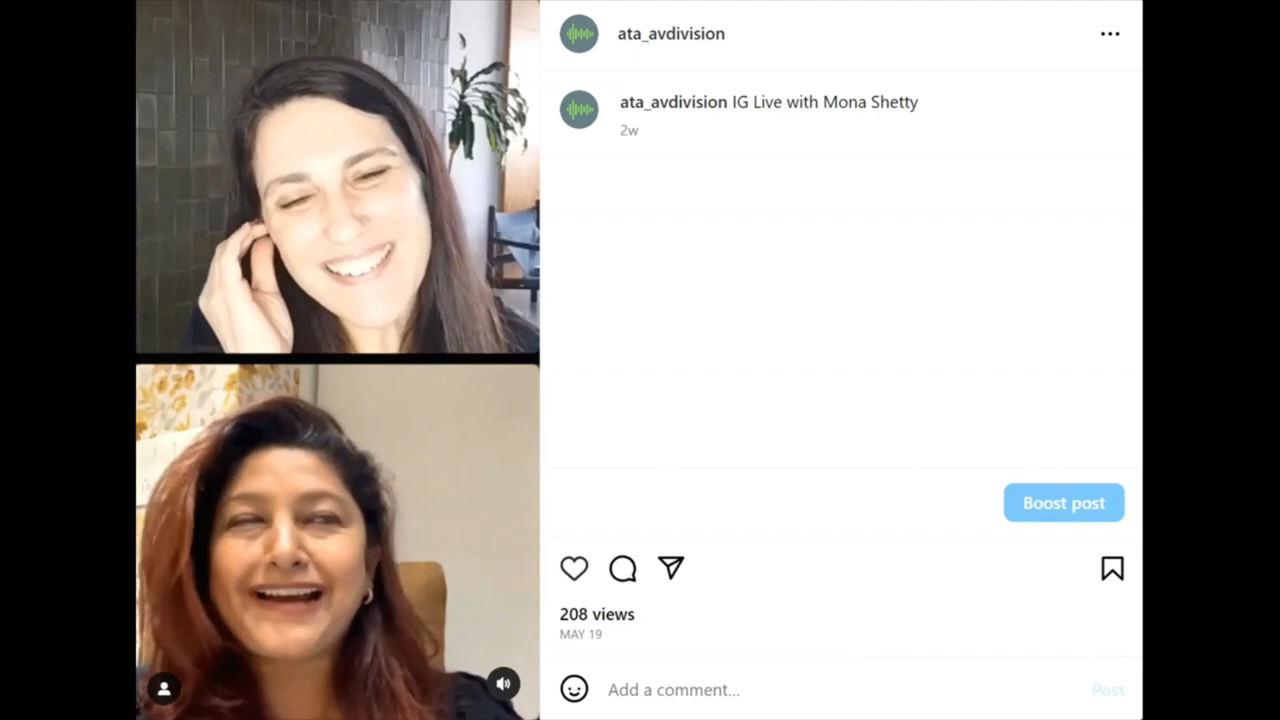 ata_avdivision
ata_avdivision IG Live with Mona Shetty
2w
Boost post
208 views
MAY 19
Add a comment...
Post